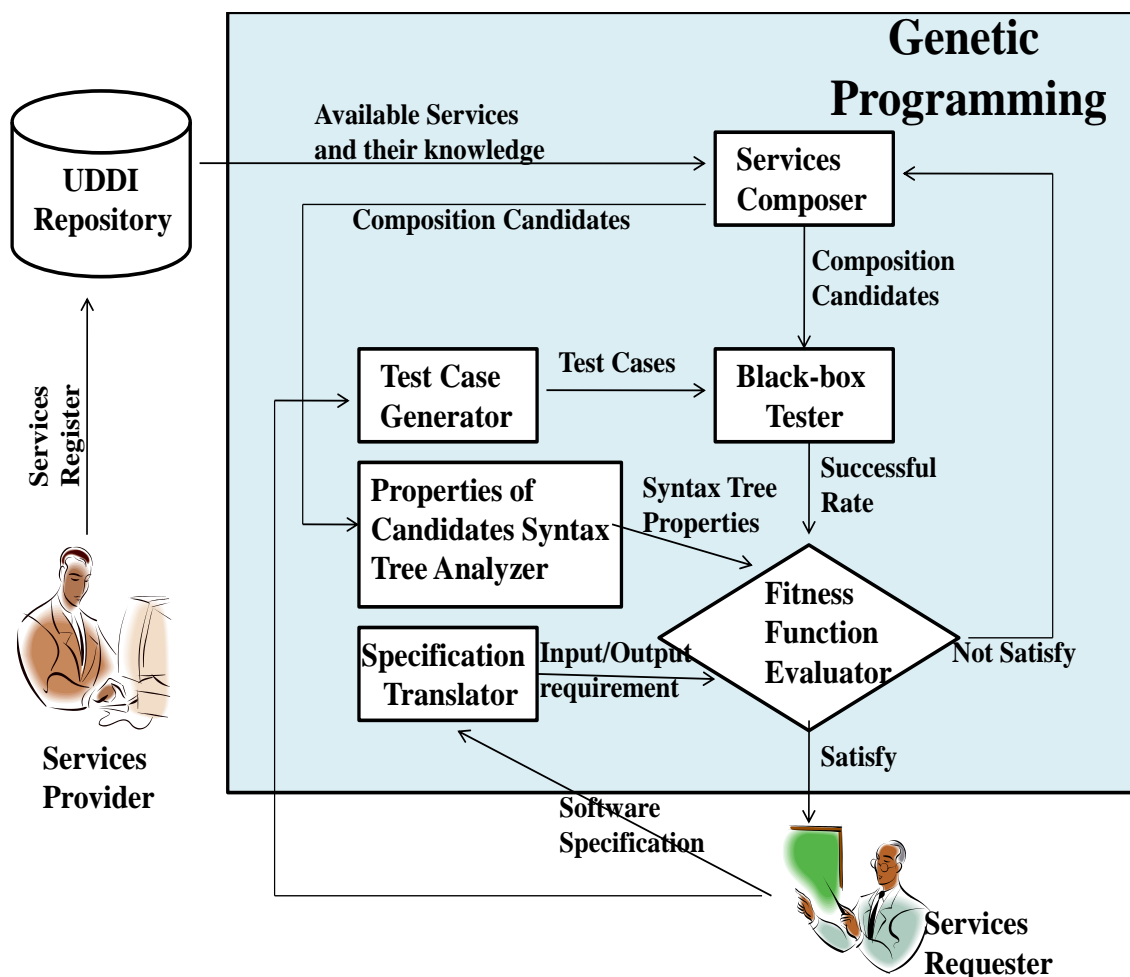 Genetic
Programming
Available Services
and their knowledge
UDDI
Repository
Services
Composer
Composition Candidates
Composition
Candidates
Test Case
Generator
Test Cases
Black-box
Tester
Services
Register
Successful
Rate
Properties of
Candidates Syntax
Tree Analyzer
Syntax Tree
Properties
Fitness
Function
Evaluator
Not Satisfy
Specification
Translator
Input/Output
requirement
Satisfy
Services
Provider
Software
Specification
Services
Requester